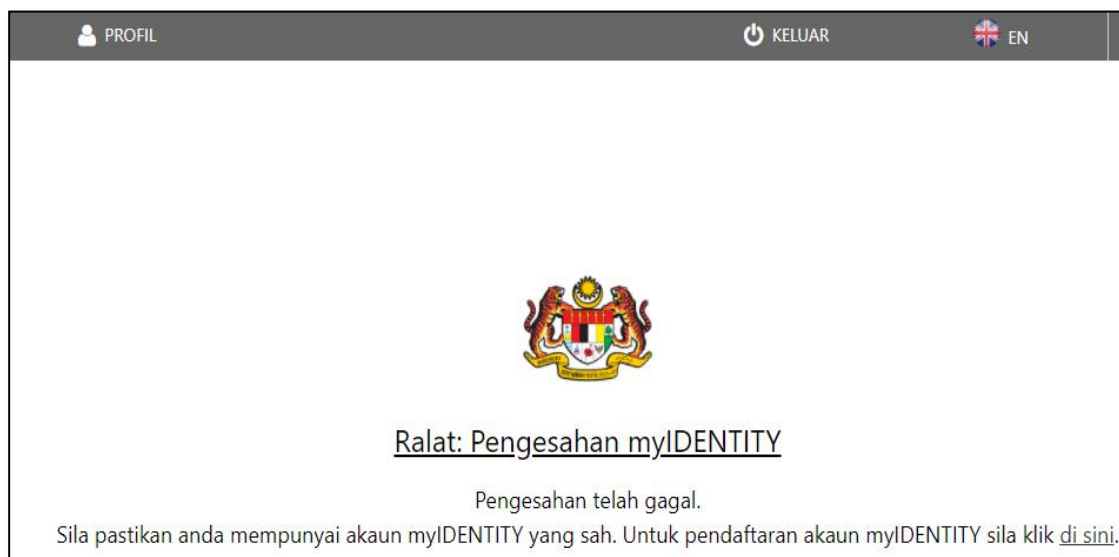 PROFIL
KELUAR
EN
Ralat: Pengesahan myIDENTITY
Pengesahan telah gagal.
Sila pastikan anda mempunyai akaun myIDENTITY yang sah. Untuk pendaftaran akaun myIDENTITY sila klik di sini.